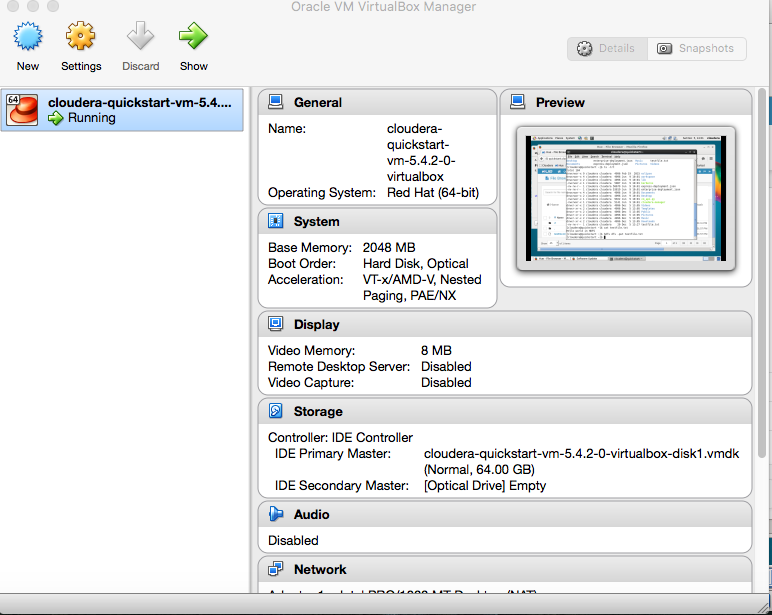 Oracle VM VirtualBox Manager
New
Settings
Discard
Show
Details
Snapshots
64
cloudera-quickstart-vm-5.4....
Running
General
Name: cloudera-
quickstart-
vm-5.4.2-0-
virtualbox
Operating System: Red Hat (64-bit)
Preview
System
Base Memory: 2048 MB
Boot Order: Hard Disk, Optical
Acceleration: VT-x/AMD-V, Nested
Paging, PAE/NX
Display
Video Memory: 8 MB
Remote Desktop Server: Disabled
Video Capture: Disabled
Storage
Controller: IDE Controller
IDE Primary Master: cloudera-quickstart-vm-5.4.2-0-virtualbox-disk1.vmdk
(Normal, 64.00 GB)
IDE Secondary Master: [Optical Drive] Empty
Audio
Disabled
Network